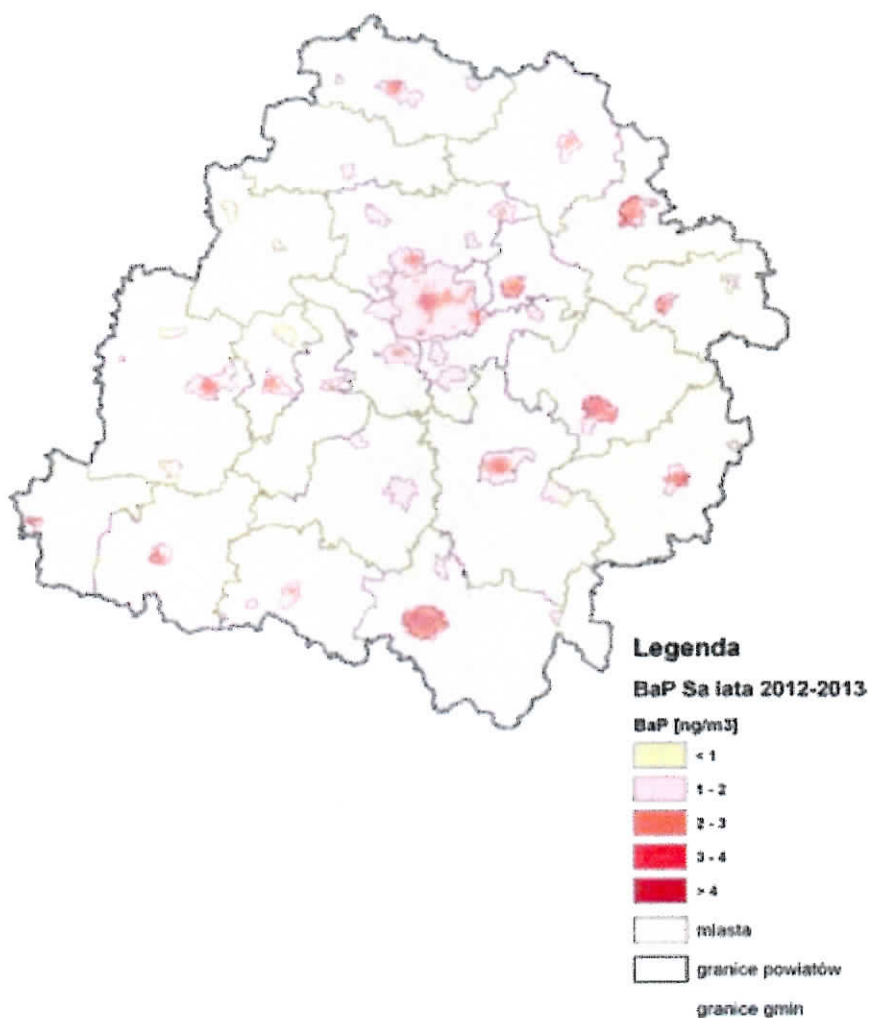 Legenda
BaP Sa lata 2012-2013
BaP [ng/m3]
< 1
1 - 2
2 - 3
3 - 4
> 4
miasta
granice powiatów
granice gmin